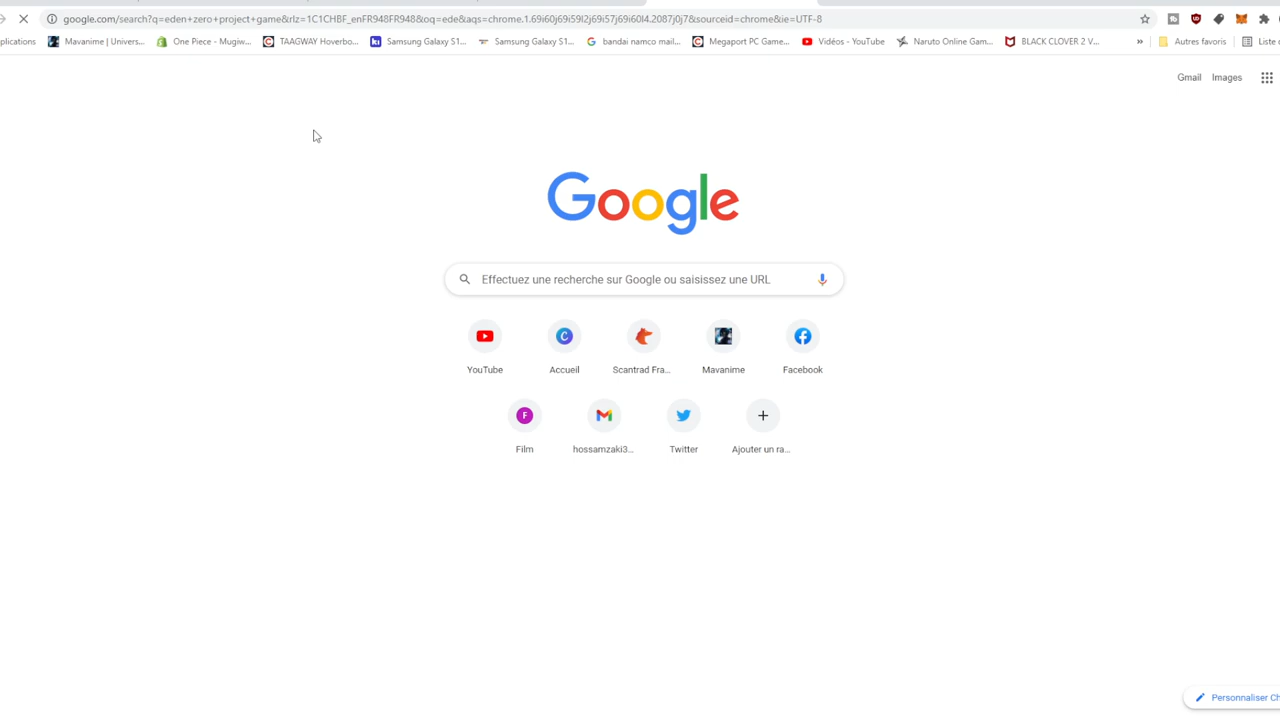 google.com/search?q=eden+zero+project+game&rlz=1C1CHBF_enFR948FR948&oq=ede&aqs=chrome.1.69i60j69i59l2j69i57j69i60l4.2087j0j7&sourceid=chrome&ie=UTF-8
plications Mavanime | Univers... One Piece - Mugiw... TAAGWAY Hoverbo... Samsung Galaxy S1... Samsung Galaxy S1... bandai namco mail... Megaport PC Game... Vidéos - YouTube Naruto Online Gam... BLACK CLOVER 2 V... » Autres favoris Liste
Gmail Images
Google
Effectuez une recherche sur Google ou saisissez une URL
YouTube Accueil Scantrad Fra... Mavanime Facebook
F
Film hossamzaki3... Twitter Ajouter un ra...
Personnaliser Ch